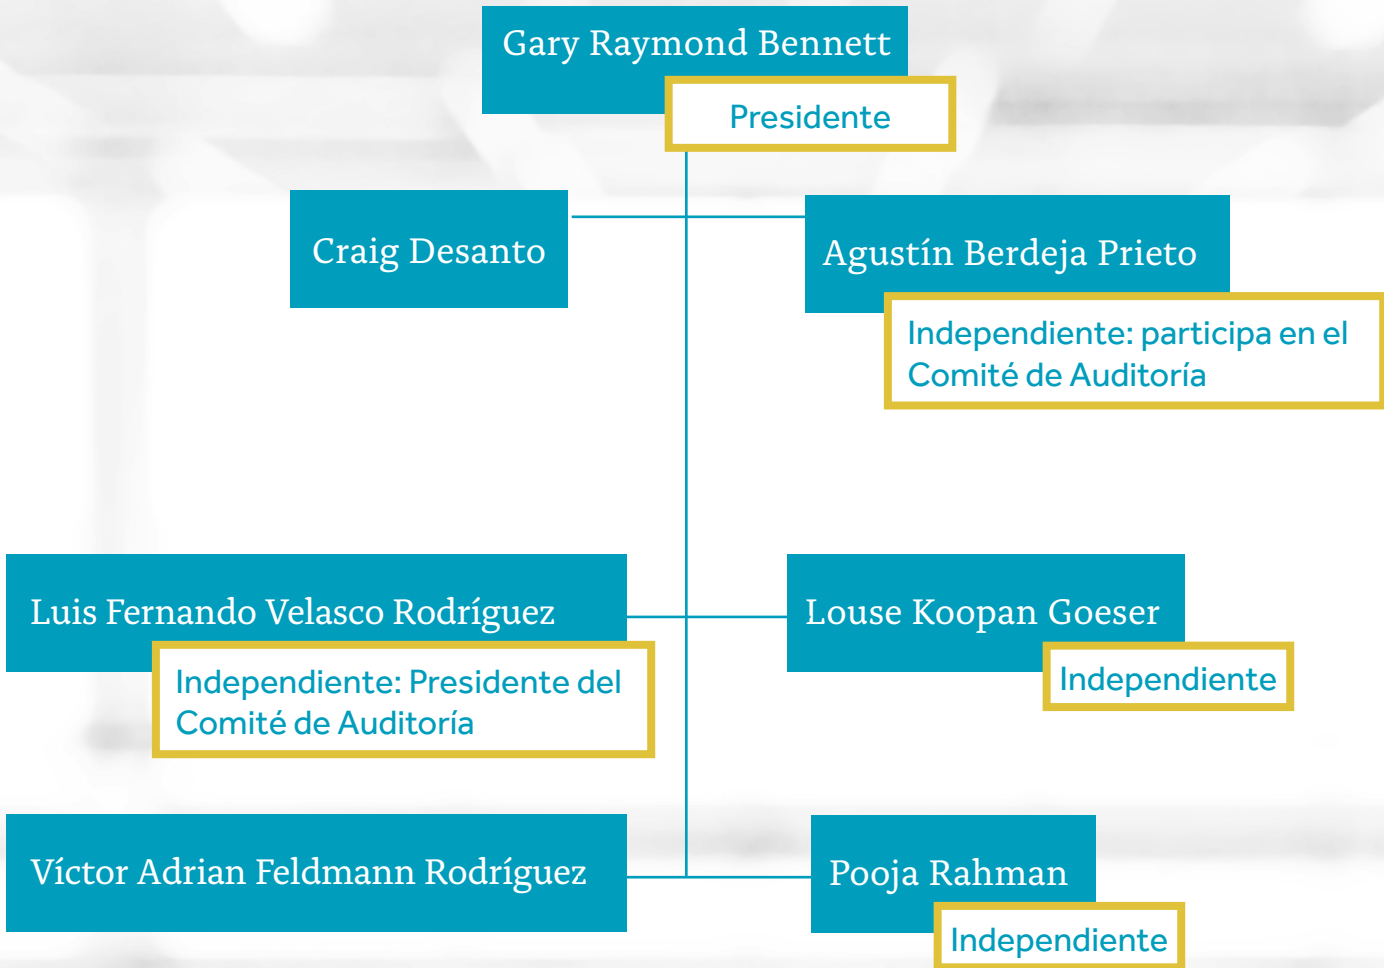 Gary Raymond Bennett
Presidente
Craig Desanto
Agustín Berdeja Prieto
Independiente: participa en el
Comité de Auditoría
Luis Fernando Velasco Rodríguez
Independiente: Presidente del
Comité de Auditoría
Louse Koopan Goeser
Independiente
Víctor Adrian Feldmann Rodríguez
Pooja Rahman
Independiente